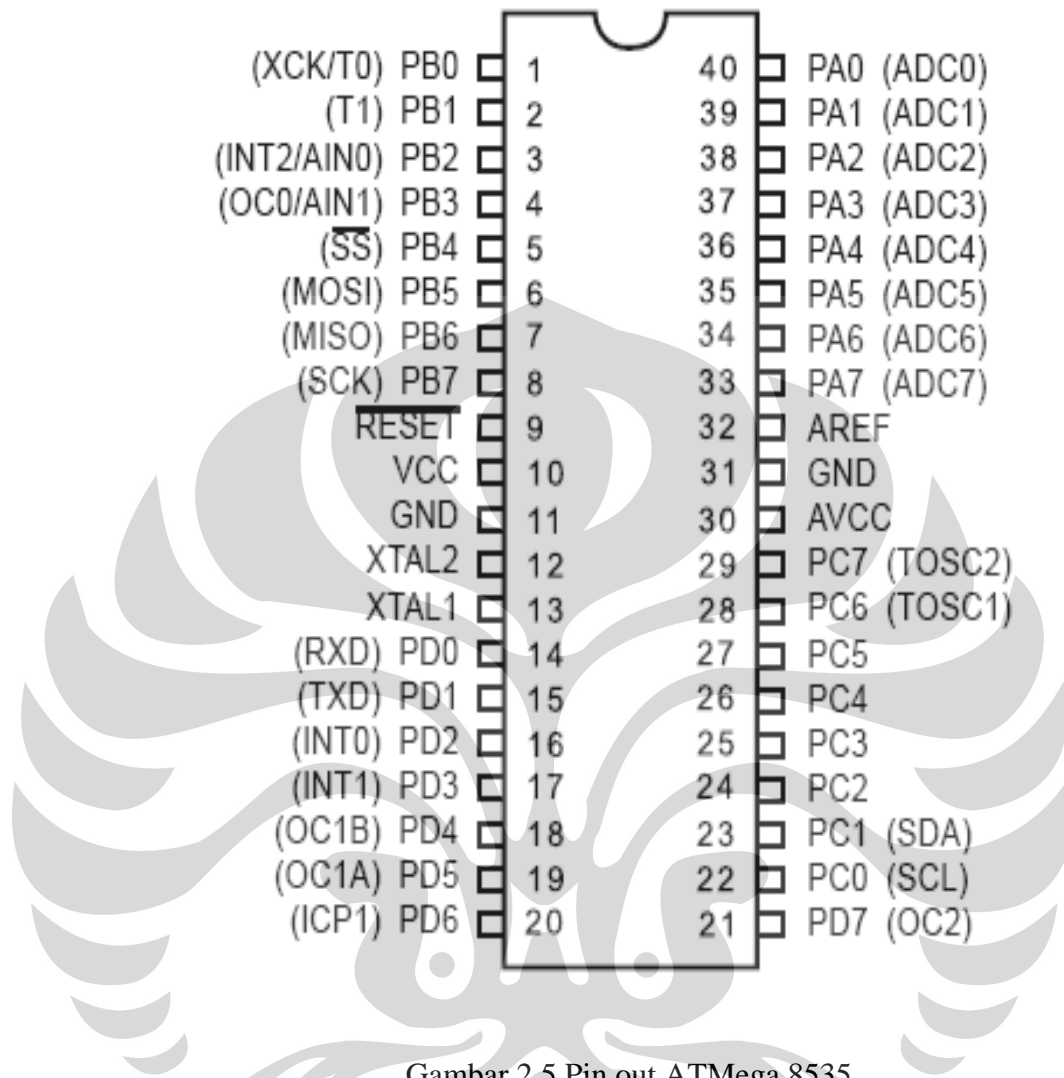 (XCK/T0) PB0 1 40 PA0 (ADC0)
(T1) PB1 2 39 PA1 (ADC1)
(INT2/AIN0) PB2 3 38 PA2 (ADC2)
(OC0/AIN1) PB3 4 37 PA3 (ADC3)
(SS) PB4 5 36 PA4 (ADC4)
(MOSI) PB5 6 35 PA5 (ADC5)
(MISO) PB6 7 34 PA6 (ADC6)
(SCK) PB7 8 33 PA7 (ADC7)
RESET 9 32 AREF
VCC 10 31 GND
GND 11 30 AVCC
XTAL2 12 29 PC7 (TOSC2)
XTAL1 13 28 PC6 (TOSC1)
(RXD) PD0 14 27 PC5
(TXD) PD1 15 26 PC4
(INT0) PD2 16 25 PC3
(INT1) PD3 17 24 PC2
(OC1B) PD4 18 23 PC1 (SDA)
(OC1A) PD5 19 22 PC0 (SCL)
(ICP1) PD6 20 21 PD7 (OC2)
Gambar 2.5 Pin out ATMega 8535